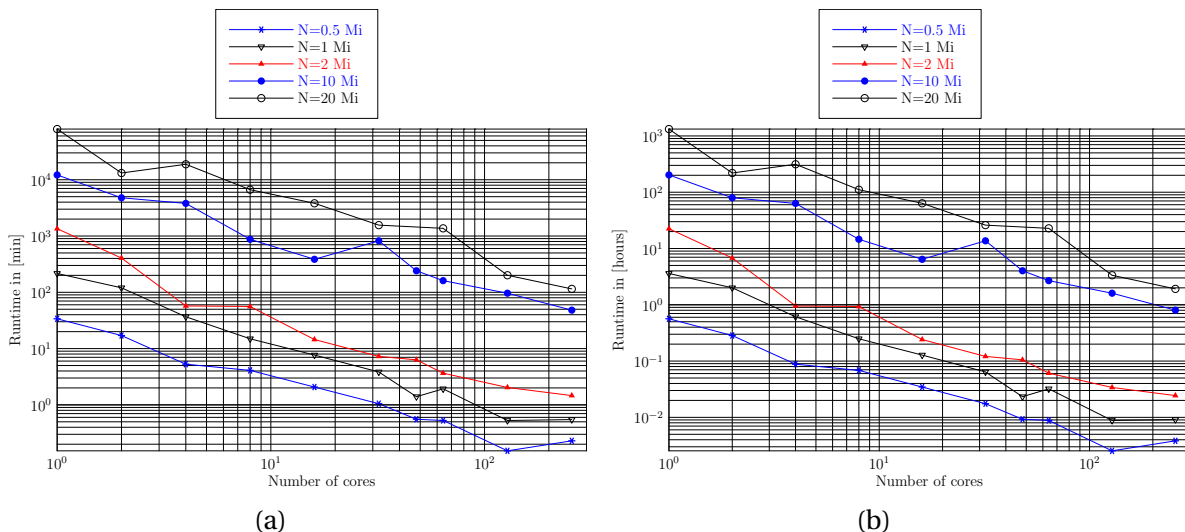 N=0.5 Mi
N=1 Mi
N=2 Mi
N=10 Mi
N=20 Mi
10^4
10^3
10^2
10^1
10^0
Runtime in [min]
10^0
10^1
10^2
Number of cores
(a)
N=0.5 Mi
N=1 Mi
N=2 Mi
N=10 Mi
N=20 Mi
10^3
10^2
10^1
10^0
10^−1
10^−2
Runtime in [hours]
10^0
10^1
10^2
Number of cores
(b)